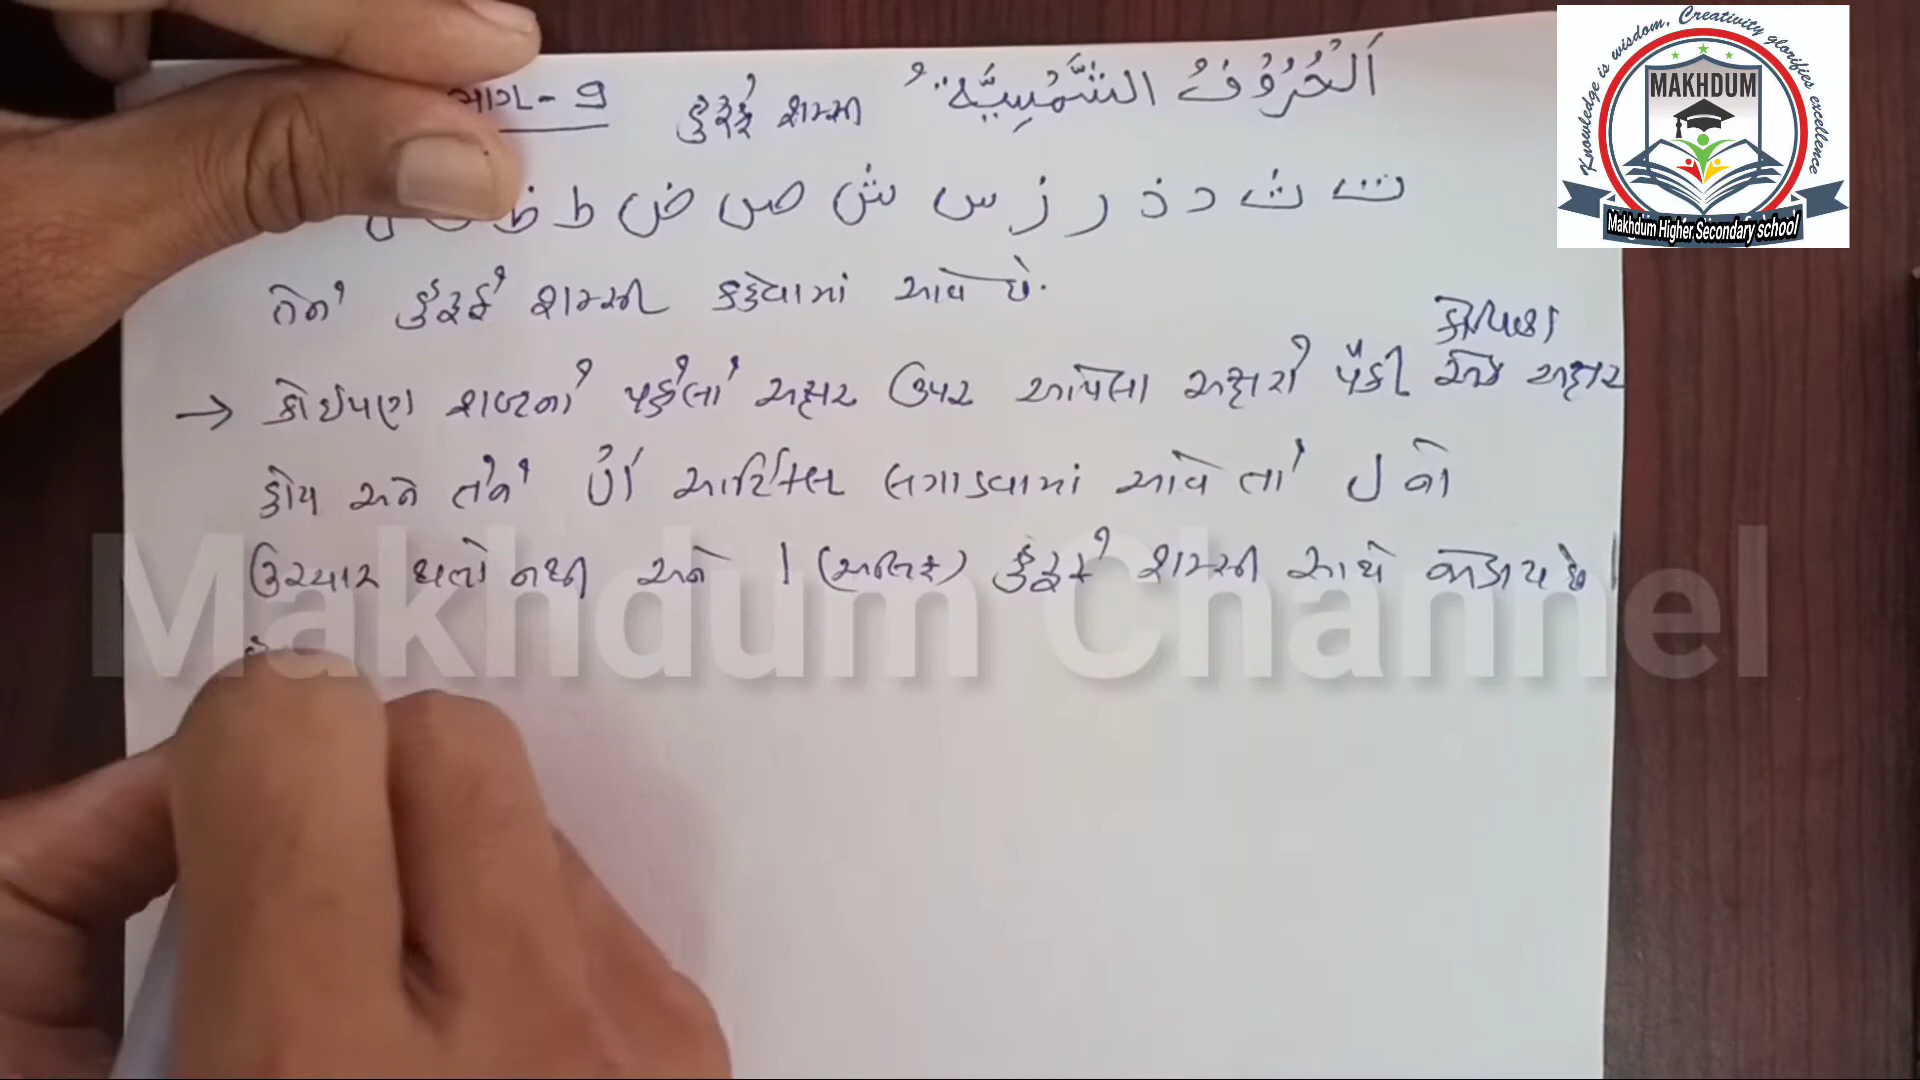 ભાગ - ૧ હુરૂફે શમ્સી اَلْحُرُوْفُ الشَّمْسِيَّةُ
ت ث د ذ ر ز س ش ص ض ط ظ ل
તેને હુરૂફે શમ્સી કહેવામાં આવે છે.
કોઈપણ
→ કોઈપણ શબ્દનો પહેલો અક્ષર ઉપર આપેલા અક્ષરો પૈકી એક અક્ષર
હોય અને તેને ال આર્ટિકલ લગાડવામાં આવે તો ل નો
ઉચ્ચાર થતો નથી અને ا (અલિફ) હુરૂફે શમ્સી સાથે જોડાય છે।
Knowledge is wisdom, Creativity glorifies excellence
MAKHDUM
Makhdum Higher Secondary school
Makhdum Channel